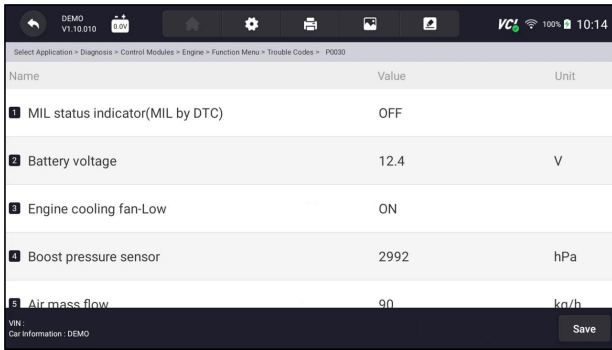 DEMO
V1.10.010
0.0V
VC! 100% 10:14
Select Application > Diagnosis > Control Modules > Engine > Function Menu > Trouble Codes > P0030
Name Value Unit
1 MIL status indicator(MIL by DTC) OFF
2 Battery voltage 12.4 V
3 Engine cooling fan-Low ON
4 Boost pressure sensor 2992 hPa
5 Air mass flow 90 kg/h
VIN :
Car Information : DEMO
Save